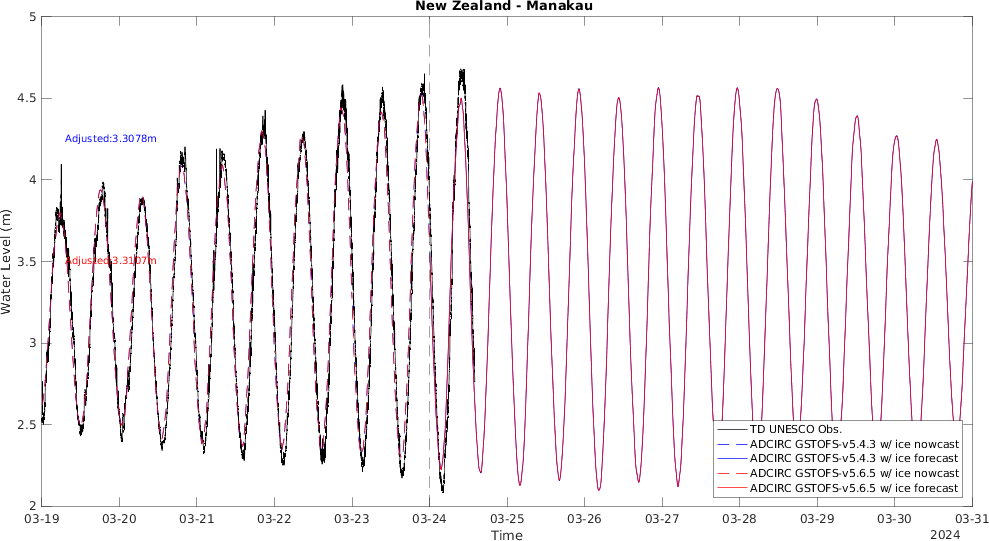 New Zealand - Manakau
5
4.5
4
3.5
3
2.5
2
Water Level (m)
Adjusted:3.3078m
Adjusted:3.3107m
TD UNESCO Obs.
ADCIRC GSTOFS-v5.4.3 w/ ice nowcast
ADCIRC GSTOFS-v5.4.3 w/ ice forecast
ADCIRC GSTOFS-v5.6.5 w/ ice nowcast
ADCIRC GSTOFS-v5.6.5 w/ ice forecast
03-19 03-20 03-21 03-22 03-23 03-24 03-25 03-26 03-27 03-28 03-29 03-30 03-31
Time
2024